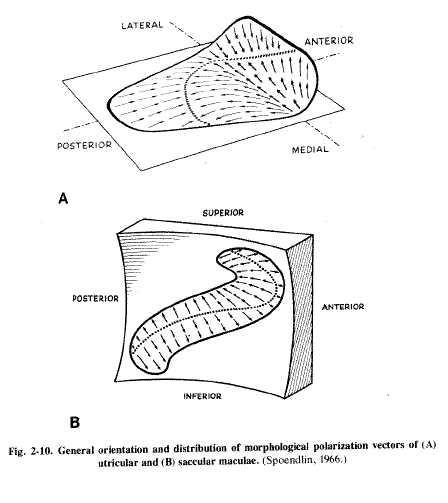 LATERAL
ANTERIOR
POSTERIOR
MEDIAL
A
SUPERIOR
POSTERIOR
ANTERIOR
INFERIOR
B
Fig. 2-10. General orientation and distribution of morphological polarization vectors of (A)
utricular and (B) saccular maculae. (Spoendlin, 1966.)